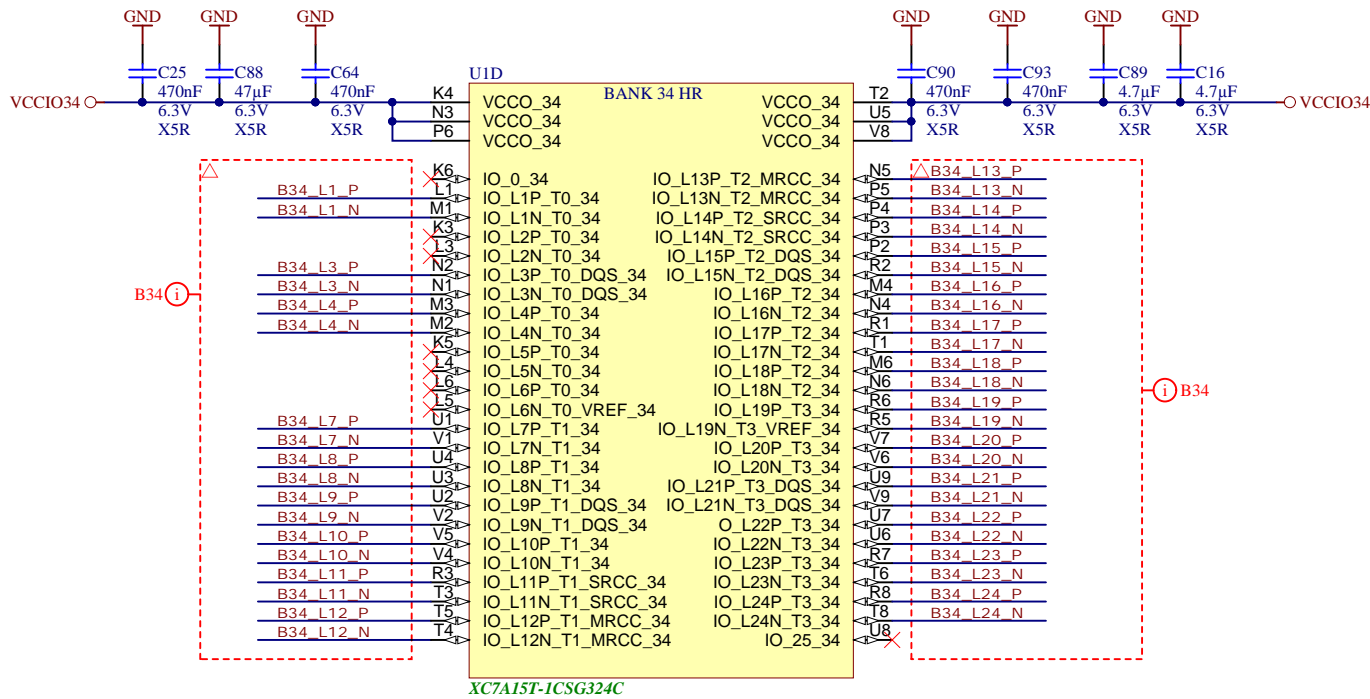 GND GND GND GND GND GND GND
C25 C88 C64 C90 C93 C89 C16
470nF 47µF 470nF 470nF 470nF 4.7µF 4.7µF
6.3V 6.3V 6.3V 6.3V 6.3V 6.3V 6.3V
X5R X5R X5R X5R X5R X5R X5R
VCCIO34 VCCIO34
U1D
BANK 34 HR
K4 VCCO_34 VCCO_34 T2
N3 VCCO_34 VCCO_34 U5
P6 VCCO_34 VCCO_34 V8
K6 IO_0_34 IO_L13P_T2_MRCC_34 N5 B34_L13_P
B34_L1_P L1 IO_L1P_T0_34 IO_L13N_T2_MRCC_34 P5 B34_L13_N
B34_L1_N M1 IO_L1N_T0_34 IO_L14P_T2_SRCC_34 P4 B34_L14_P
K3 IO_L2P_T0_34 IO_L14N_T2_SRCC_34 P3 B34_L14_N
L3 IO_L2N_T0_34 IO_L15P_T2_DQS_34 P2 B34_L15_P
B34_L3_P N2 IO_L3P_T0_DQS_34 IO_L15N_T2_DQS_34 R2 B34_L15_N
B34_L3_N N1 IO_L3N_T0_DQS_34 IO_L16P_T2_34 M4 B34_L16_P
B34_L4_P M3 IO_L4P_T0_34 IO_L16N_T2_34 N4 B34_L16_N
B34_L4_N M2 IO_L4N_T0_34 IO_L17P_T2_34 R1 B34_L17_P
K5 IO_L5P_T0_34 IO_L17N_T2_34 T1 B34_L17_N
L4 IO_L5N_T0_34 IO_L18P_T2_34 M6 B34_L18_P
L6 IO_L6P_T0_34 IO_L18N_T2_34 N6 B34_L18_N
L5 IO_L6N_T0_VREF_34 IO_L19P_T3_34 R6 B34_L19_P
B34_L7_P U1 IO_L7P_T1_34 IO_L19N_T3_VREF_34 R5 B34_L19_N
B34_L7_N V1 IO_L7N_T1_34 IO_L20P_T3_34 V7 B34_L20_P
B34_L8_P U4 IO_L8P_T1_34 IO_L20N_T3_34 V6 B34_L20_N
B34_L8_N U3 IO_L8N_T1_34 IO_L21P_T3_DQS_34 U9 B34_L21_P
B34_L9_P U2 IO_L9P_T1_DQS_34 IO_L21N_T3_DQS_34 V9 B34_L21_N
B34_L9_N V2 IO_L9N_T1_DQS_34 O_L22P_T3_34 U7 B34_L22_P
B34_L10_P V5 IO_L10P_T1_34 IO_L22N_T3_34 U6 B34_L22_N
B34_L10_N V4 IO_L10N_T1_34 IO_L23P_T3_34 R7 B34_L23_P
B34_L11_P R3 IO_L11P_T1_SRCC_34 IO_L23N_T3_34 T6 B34_L23_N
B34_L11_N T3 IO_L11N_T1_SRCC_34 IO_L24P_T3_34 R8 B34_L24_P
B34_L12_P T5 IO_L12P_T1_MRCC_34 IO_L24N_T3_34 T8 B34_L24_N
B34_L12_N T4 IO_L12N_T1_MRCC_34 IO_25_34 U8
B34 i
i B34
XC7A15T-1CSG324C